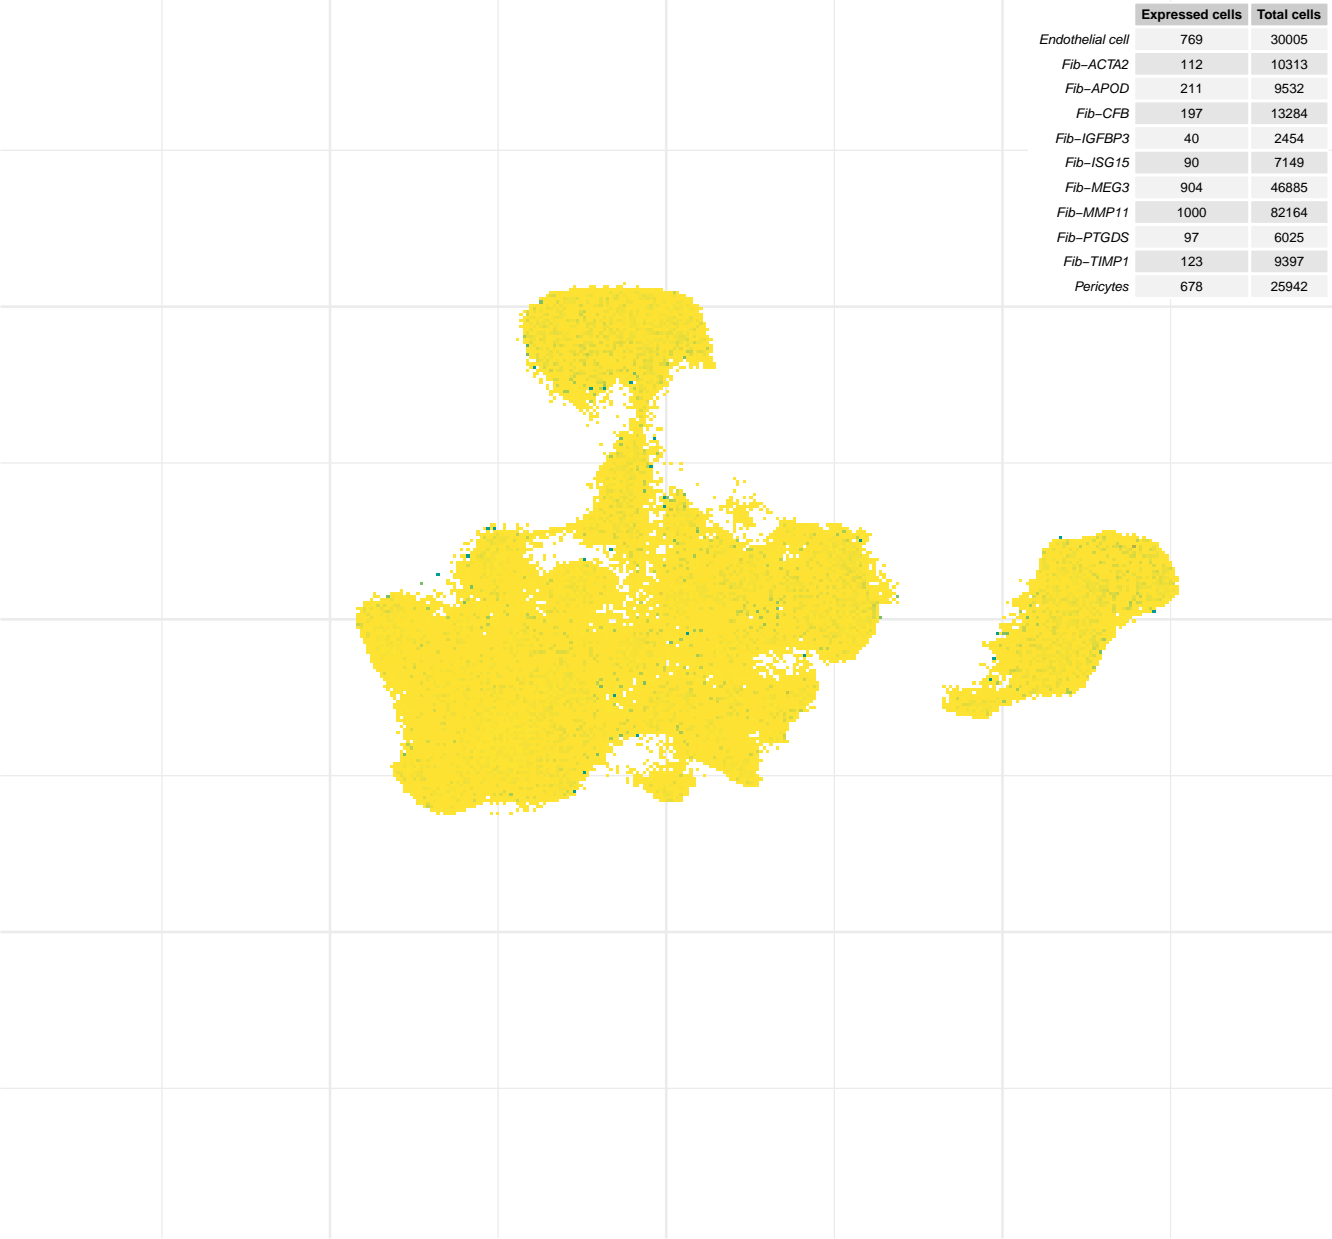 Expressed cells Total cells
Endothelial cell 769 30005
Fib−ACTA2 112 10313
Fib−APOD 211 9532
Fib−CFB 197 13284
Fib−IGFBP3 40 2454
Fib−ISG15 90 7149
Fib−MEG3 904 46885
Fib−MMP11 1000 82164
Fib−PTGDS 97 6025
Fib−TIMP1 123 9397
Pericytes 678 25942